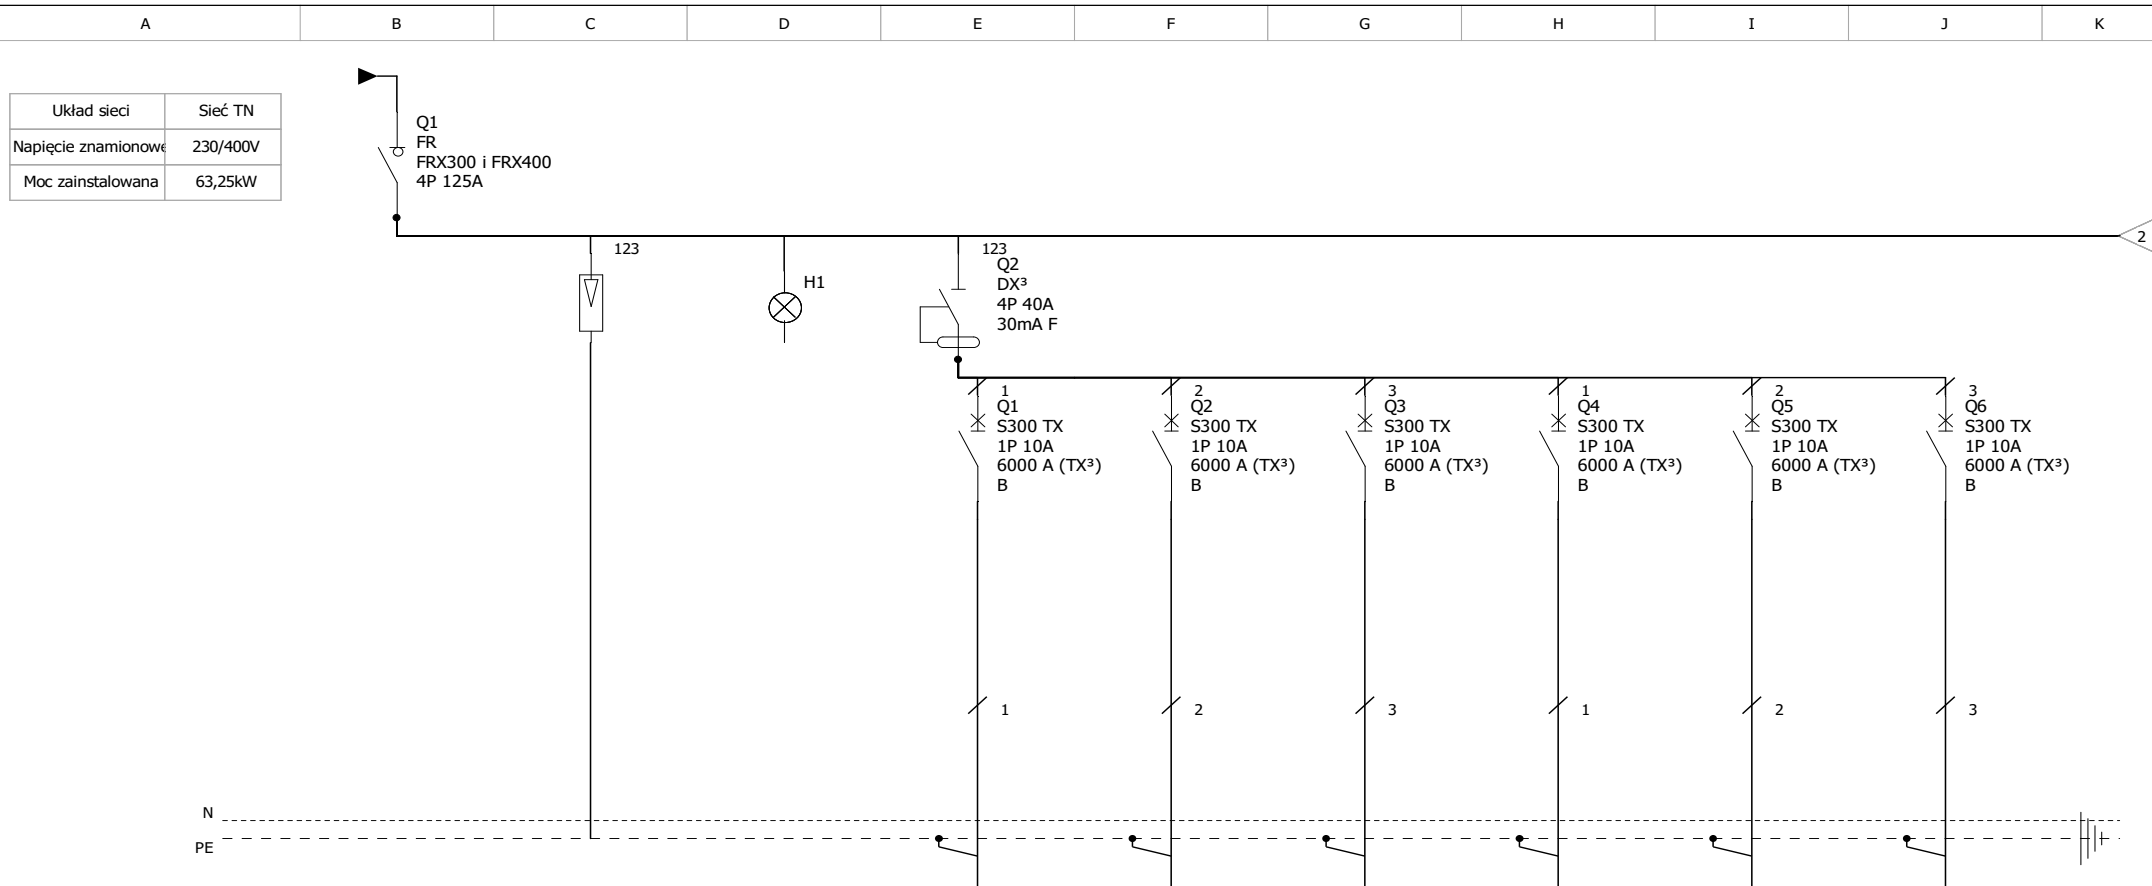 A B C D E F G H I J K
Układ sieci Sieć TN
Napięcie znamionowe 230/400V
Moc zainstalowana 63,25kW
Q1
FR
FRX300 i FRX400
4P 125A
2
123
H1
123
Q2
DX³
4P 40A
30mA F
1
Q1
S300 TX
1P 10A
6000 A (TX³)
B
2
Q2
S300 TX
1P 10A
6000 A (TX³)
B
3
Q3
S300 TX
1P 10A
6000 A (TX³)
B
1
Q4
S300 TX
1P 10A
6000 A (TX³)
B
2
Q5
S300 TX
1P 10A
6000 A (TX³)
B
3
Q6
S300 TX
1P 10A
6000 A (TX³)
B
1 2 3 1 2 3
N
PE